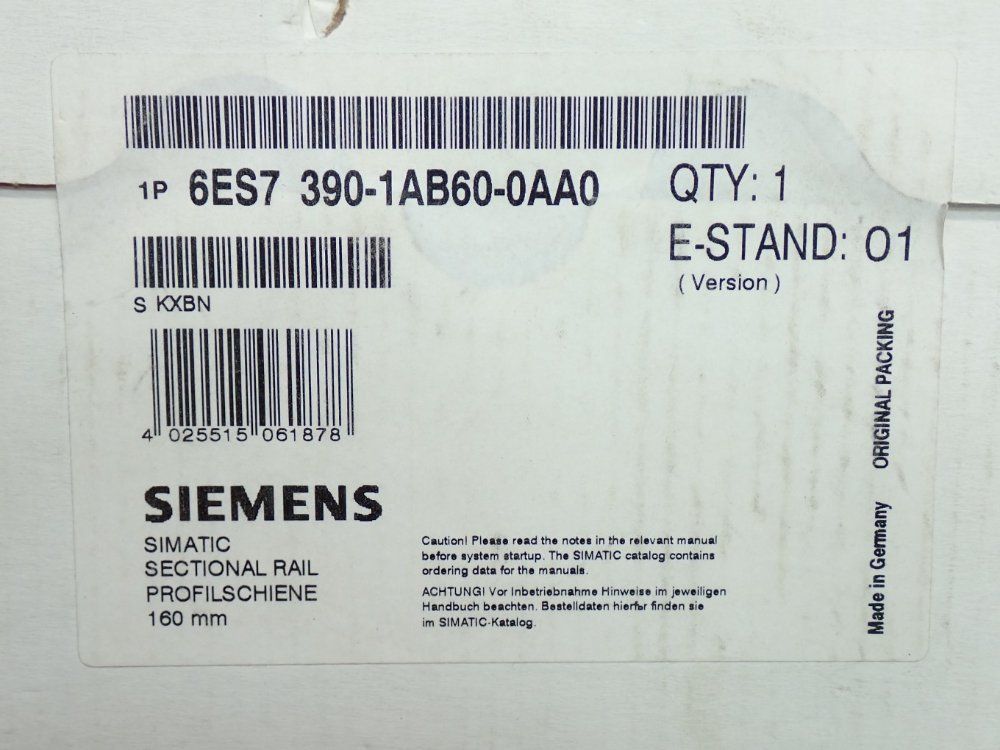 1P 6ES7 390-1AB60-0AA0
QTY: 1
E-STAND: 01
( Version )
S KXBN
4 025515 061878
SIEMENS
SIMATIC
SECTIONAL RAIL
PROFILSCHIENE
160 mm
Caution! Please read the notes in the relevant manual
before system startup. The SIMATIC catalog contains
ordering data for the manuals.
ACHTUNG! Vor Inbetriebnahme Hinweise im jeweiligen
Handbuch beachten. Bestelldaten hierfür finden sie
im SIMATIC-Katalog.
Made in Germany ORIGINAL PACKING